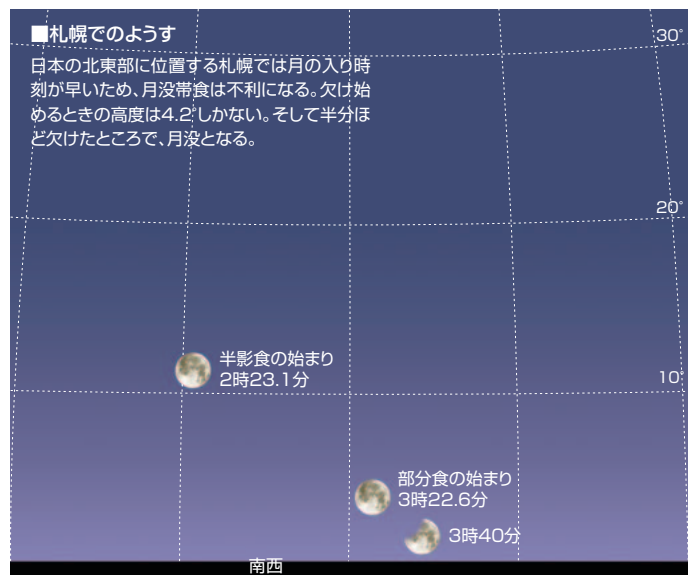 ■札幌でのようす
日本の北東部に位置する札幌では月の入り時
刻が早いため、月没帯食は不利になる。欠け始
めるときの高度は4.2°しかない。そして半分ほ
ど欠けたところで、月没となる。
30°
20°
半影食の始まり
2時23.1分
10°
部分食の始まり
3時22.6分
3時40分
南西